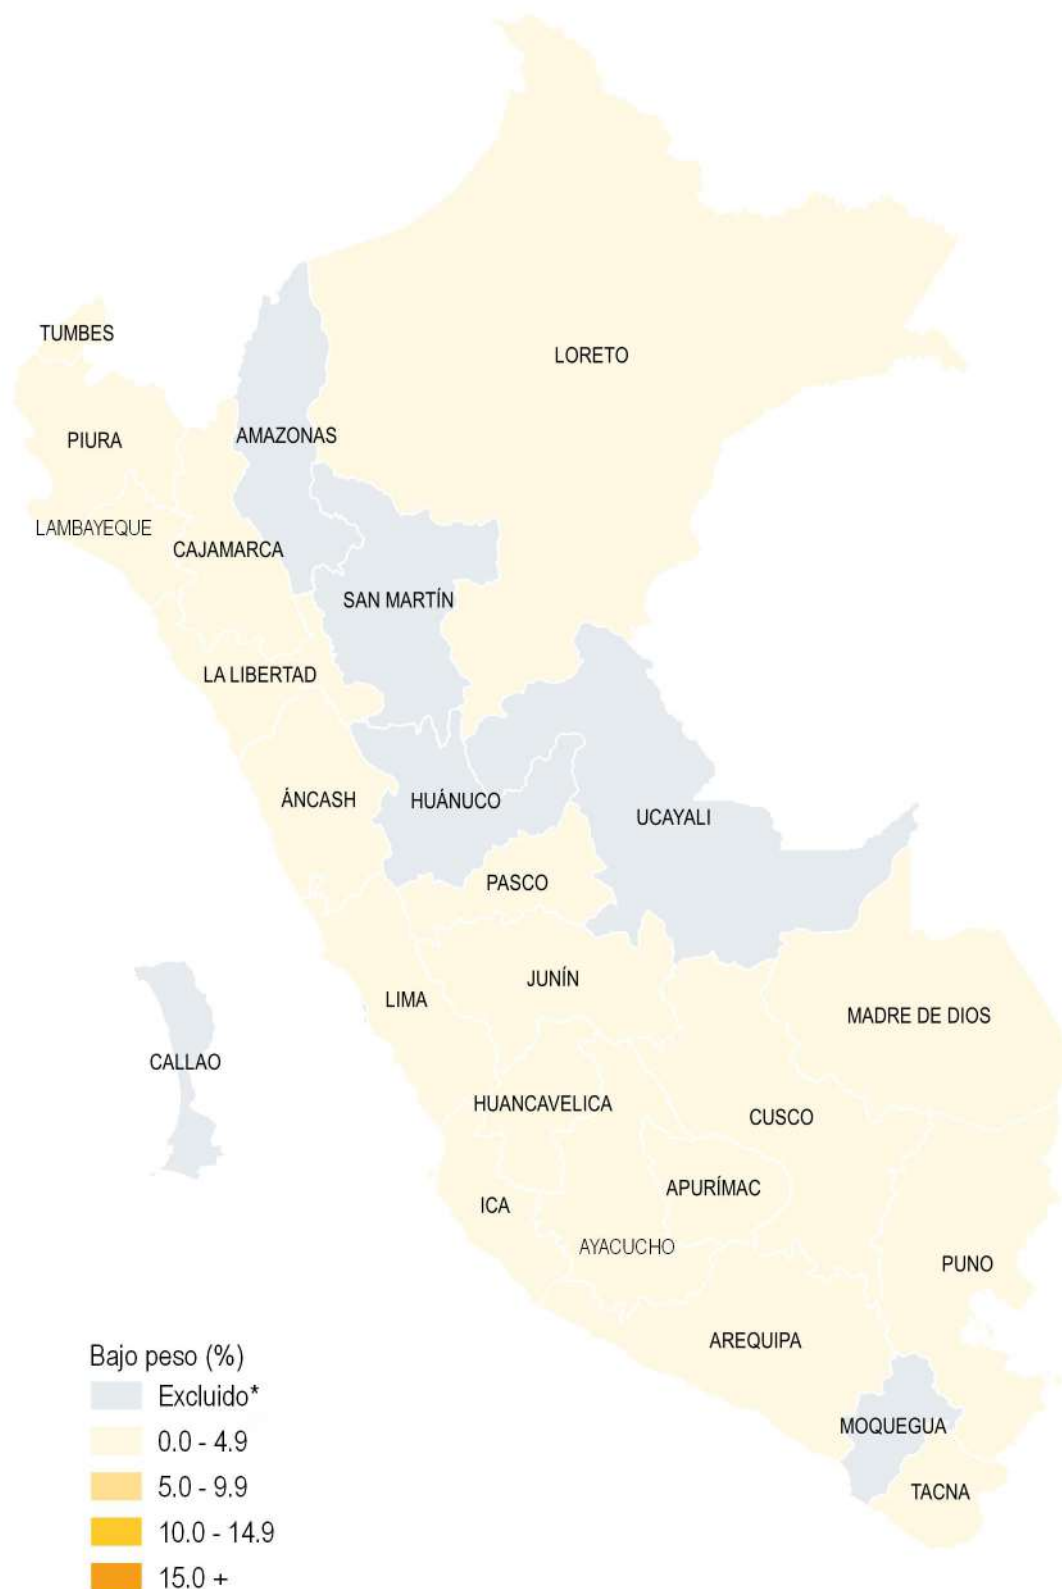 TUMBES
LORETO
PIURA
AMAZONAS
LAMBAYEQUE
CAJAMARCA
SAN MARTÍN
LA LIBERTAD
ÁNCASH
HUÁNUCO
UCAYALI
PASCO
JUNÍN
LIMA
MADRE DE DIOS
CALLAO
HUANCAVELICA
CUSCO
APURÍMAC
ICA
AYACUCHO
PUNO
AREQUIPA
MOQUEGUA
TACNA
Bajo peso (%)
Excluido*
0.0 - 4.9
5.0 - 9.9
10.0 - 14.9
15.0 +